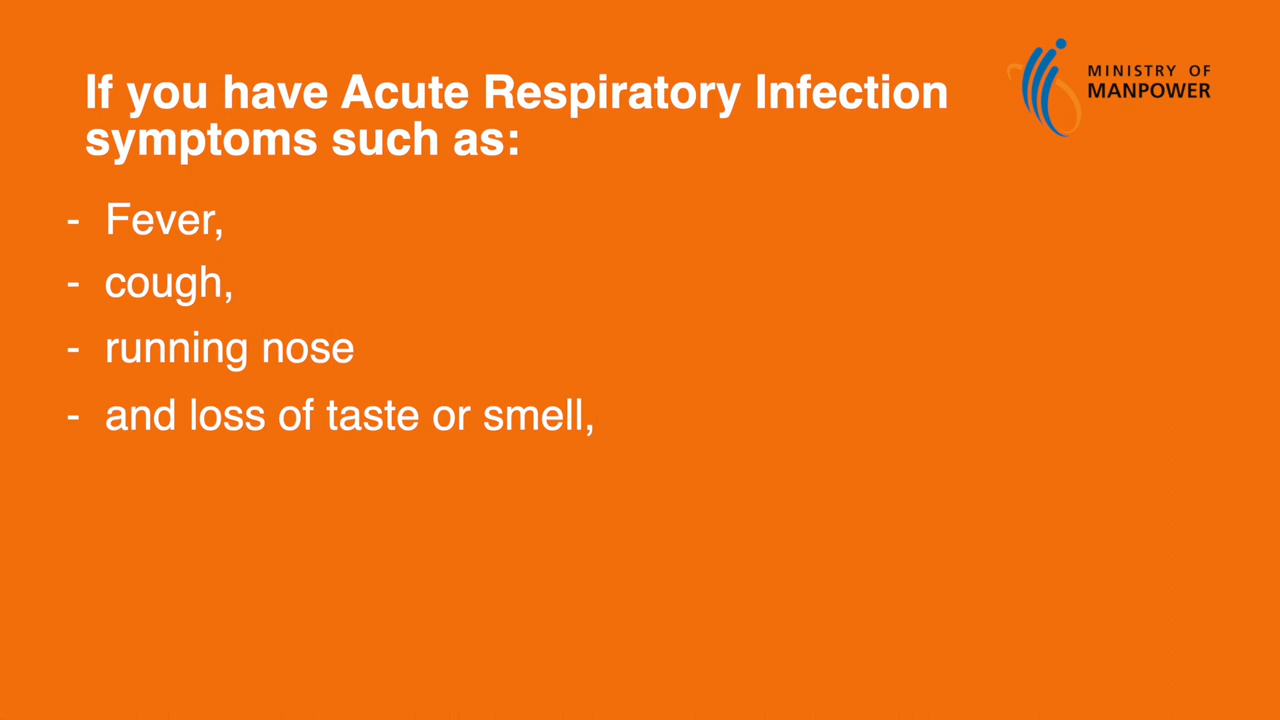 If you have Acute Respiratory Infection
symptoms such as:
MINISTRY OF
MANPOWER
- Fever,
- cough,
- running nose
- and loss of taste or smell,